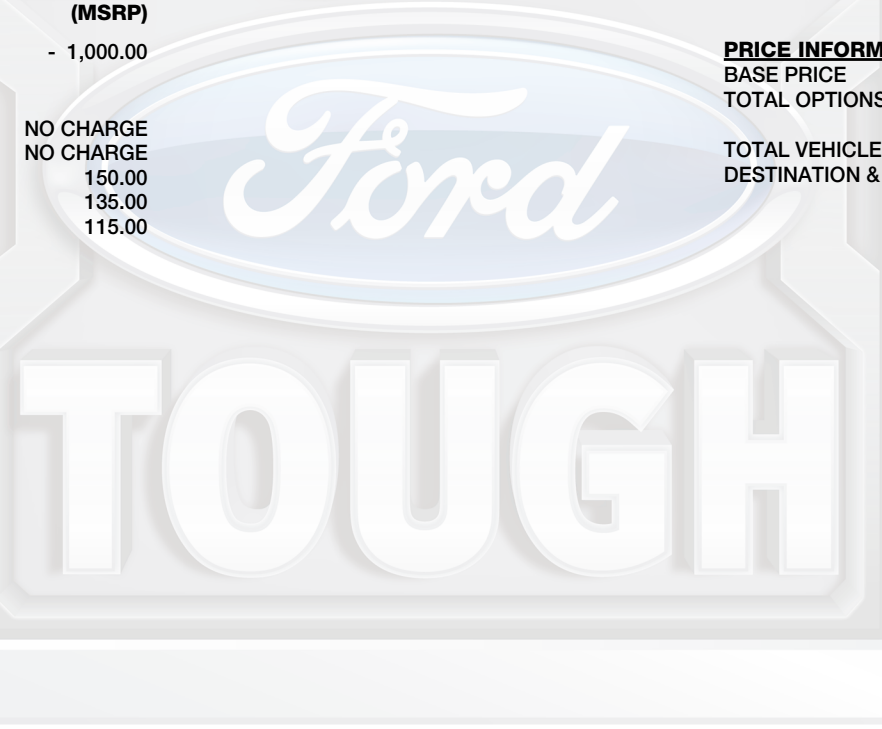 (MSRP)
- 1,000.00
NO CHARGE
NO CHARGE
150.00
135.00
115.00
PRICE INFORM
BASE PRICE
TOTAL OPTIONS
TOTAL VEHICLE
DESTINATION &
Ford
TOUGH